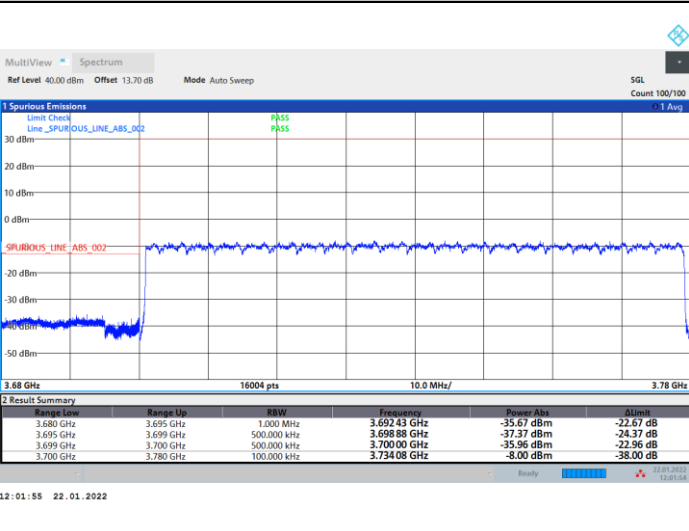 MultiView Spectrum
Ref Level 40.00 dBm Offset 13.70 dB Mode Auto Sweep SGL
Count 100/100
1 Spurious Emissions 1 Avg
Limit Check PASS
Line _SPURIOUS_LINE_ABS_002 PASS
30 dBm
20 dBm
10 dBm
0 dBm
_SPURIOUS_LINE_ABS_002
-20 dBm
-30 dBm
-40 dBm
-50 dBm
3.68 GHz 16004 pts 10.0 MHz/ 3.78 GHz
2 Result Summary
Range Low Range Up RBW Frequency Power Abs ΔLimit
3.680 GHz 3.695 GHz 1.000 MHz 3.692 43 GHz -35.67 dBm -22.67 dB
3.695 GHz 3.699 GHz 500.000 kHz 3.698 88 GHz -37.37 dBm -24.37 dB
3.699 GHz 3.700 GHz 500.000 kHz 3.700 00 GHz -35.96 dBm -22.96 dB
3.700 GHz 3.780 GHz 100.000 kHz 3.734 08 GHz -8.00 dBm -38.00 dB
Ready 22.01.2022
12:01:54
12:01:55 22.01.2022